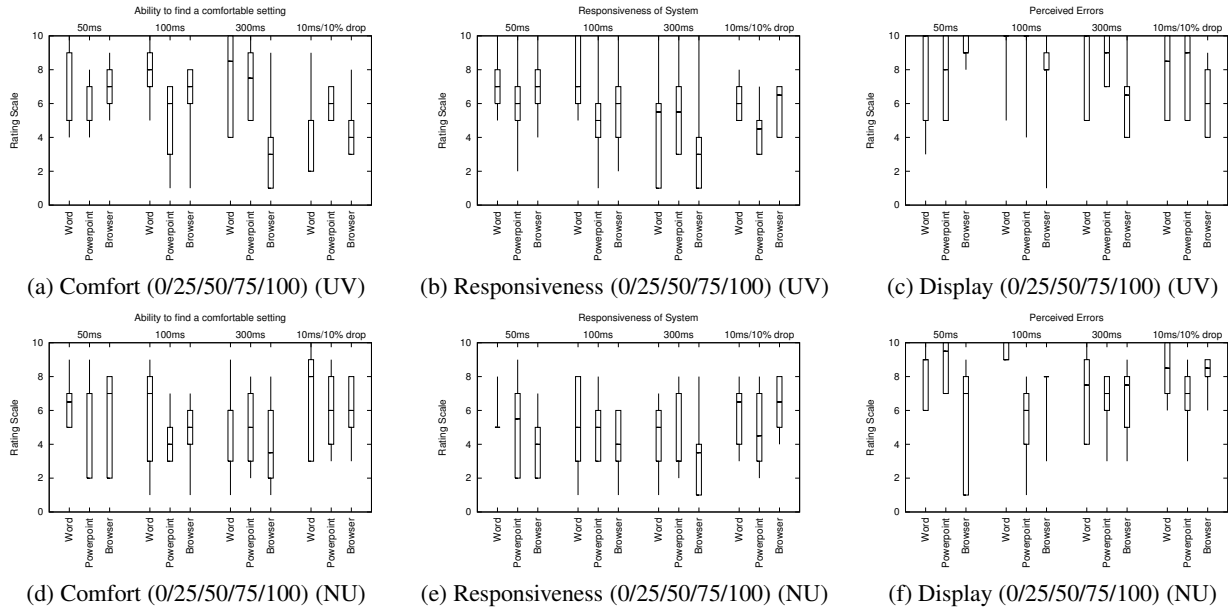 Ability to find a comfortable setting
50ms 100ms 300ms 10ms/10% drop
10
8
6
4
2
0
Rating Scale
Word
Powerpoint
Browser
Word
Powerpoint
Browser
Word
Powerpoint
Browser
Word
Powerpoint
Browser
(a) Comfort (0/25/50/75/100) (UV)
Responsiveness of System
50ms 100ms 300ms 10ms/10% drop
10
8
6
4
2
0
Rating Scale
Word
Powerpoint
Browser
Word
Powerpoint
Browser
Word
Powerpoint
Browser
Word
Powerpoint
Browser
(b) Responsiveness (0/25/50/75/100) (UV)
Perceived Errors
50ms 100ms 300ms 10ms/10% drop
10
8
6
4
2
0
Rating Scale
Word
Powerpoint
Browser
Word
Powerpoint
Browser
Word
Powerpoint
Browser
Word
Powerpoint
Browser
(c) Display (0/25/50/75/100) (UV)
Ability to find a comfortable setting
50ms 100ms 300ms 10ms/10% drop
10
8
6
4
2
0
Rating Scale
Word
Powerpoint
Browser
Word
Powerpoint
Browser
Word
Powerpoint
Browser
Word
Powerpoint
Browser
(d) Comfort (0/25/50/75/100) (NU)
Responsiveness of System
50ms 100ms 300ms 10ms/10% drop
10
8
6
4
2
0
Rating Scale
Word
Powerpoint
Browser
Word
Powerpoint
Browser
Word
Powerpoint
Browser
Word
Powerpoint
Browser
(e) Responsiveness (0/25/50/75/100) (NU)
Perceived Errors
50ms 100ms 300ms 10ms/10% drop
10
8
6
4
2
0
Rating Scale
Word
Powerpoint
Browser
Word
Powerpoint
Browser
Word
Powerpoint
Browser
Word
Powerpoint
Browser
(f) Display (0/25/50/75/100) (NU)